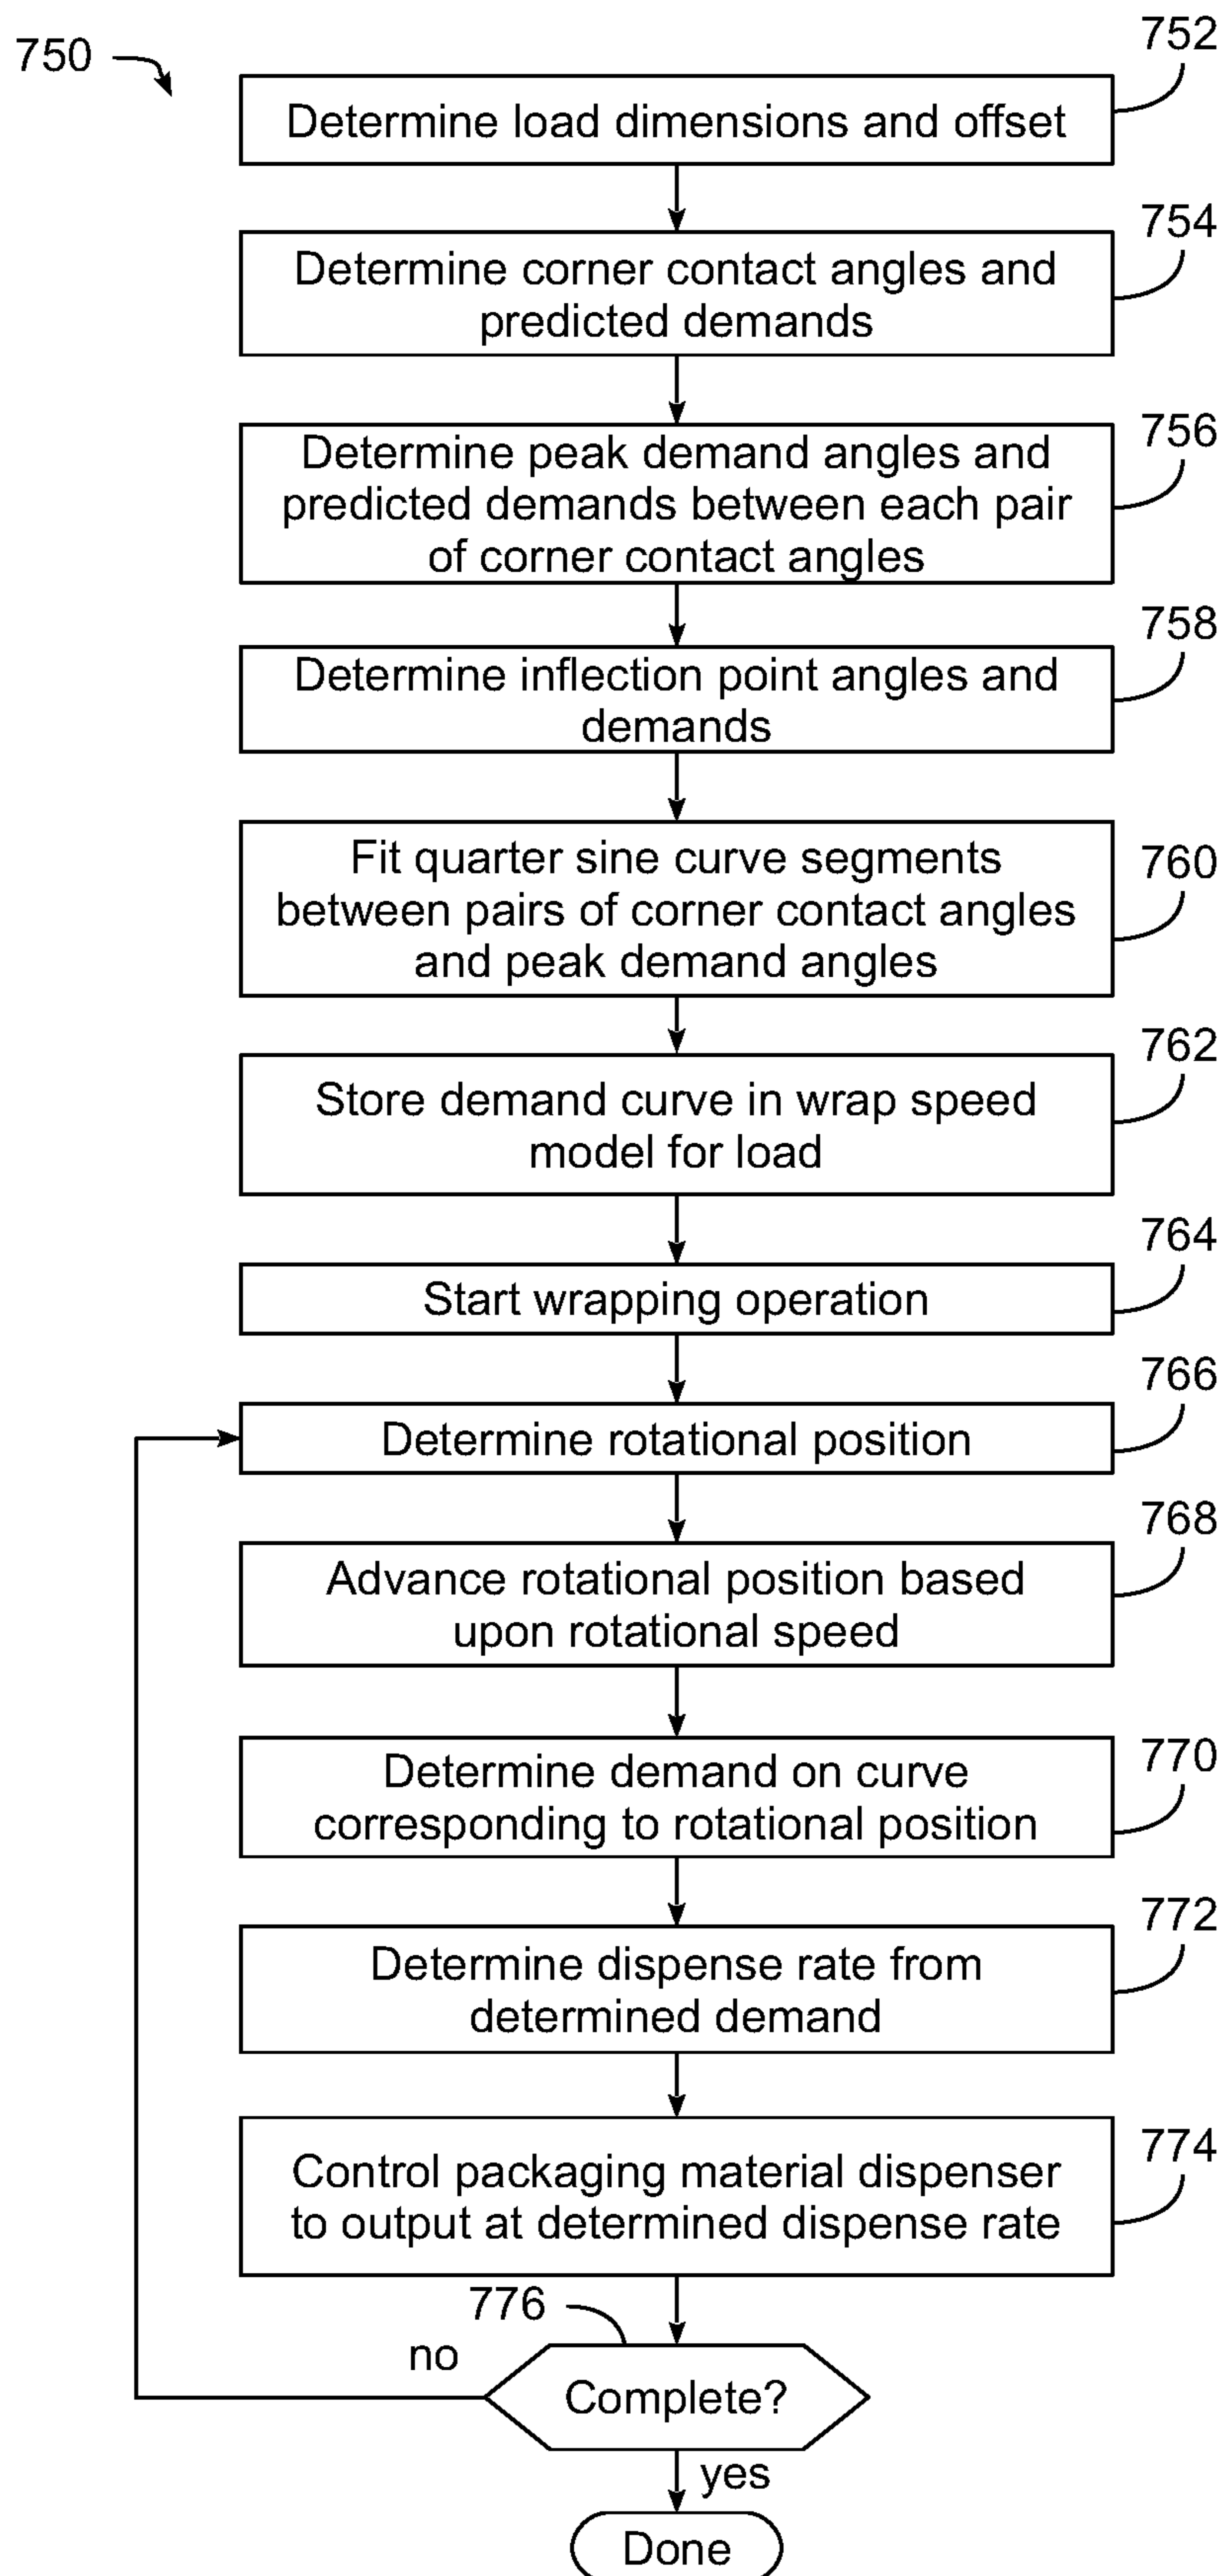 750
752
Determine load dimensions and offset
754
Determine corner contact angles and
predicted demands
756
Determine peak demand angles and
predicted demands between each pair
of corner contact angles
758
Determine inflection point angles and
demands
760
Fit quarter sine curve segments
between pairs of corner contact angles
and peak demand angles
762
Store demand curve in wrap speed
model for load
764
Start wrapping operation
766
Determine rotational position
768
Advance rotational position based
upon rotational speed
770
Determine demand on curve
corresponding to rotational position
772
Determine dispense rate from
determined demand
774
Control packaging material dispenser
to output at determined dispense rate
776
no
Complete?
yes
Done